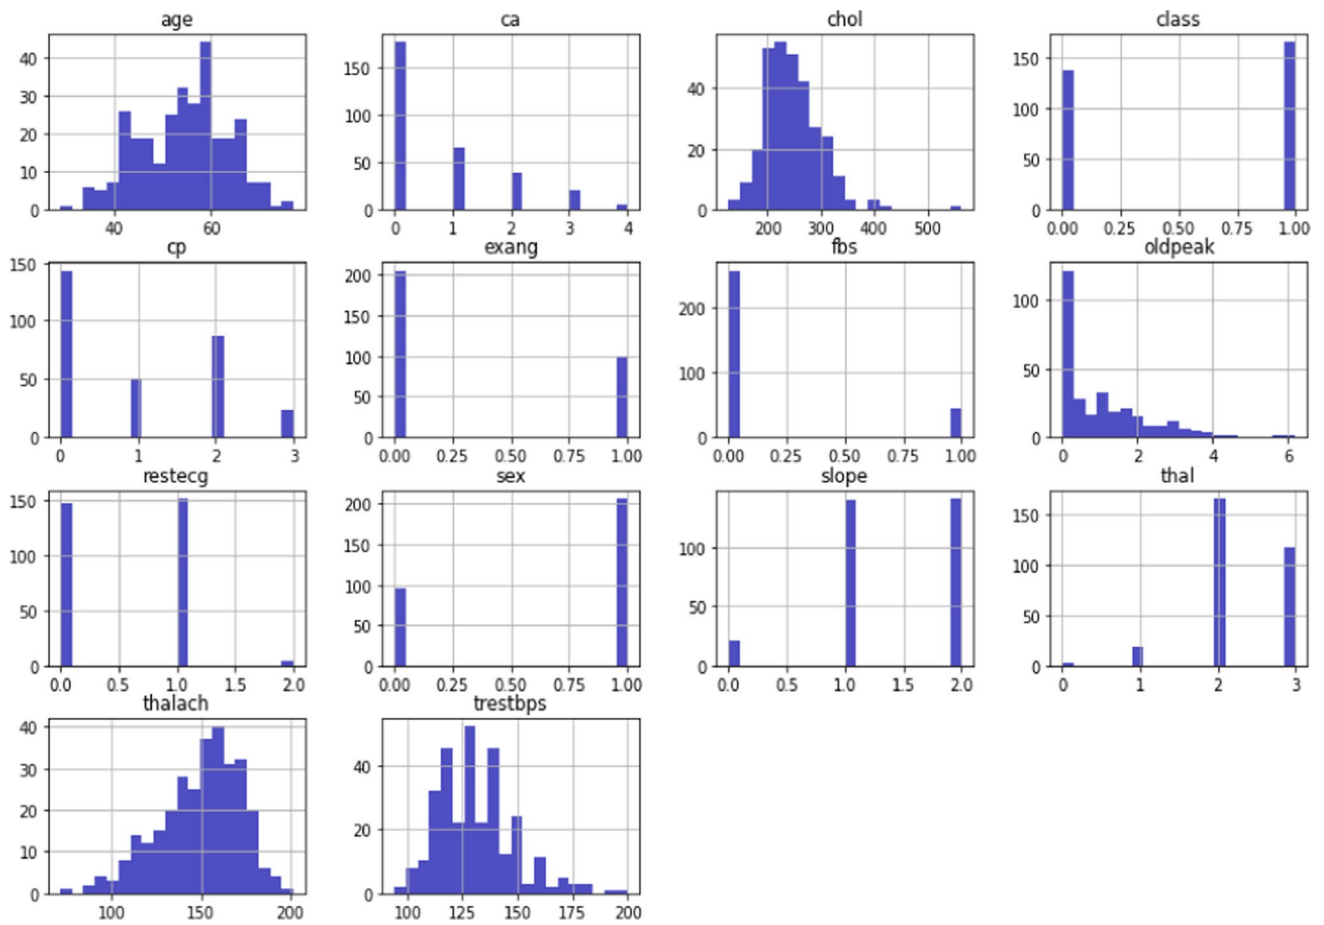 age ca chol class
40 30 20 10 0 150 100 50 0 40 20 0 150 100 50 0
40 60 0 1 2 3 4 200 300 400 500 0.00 0.25 0.50 0.75 1.00
cp exang fbs oldpeak
150 100 50 0 200 150 100 50 0 200 100 0 100 50 0
0 1 2 3 0.00 0.25 0.50 0.75 1.00 0.00 0.25 0.50 0.75 1.00 0 2 4 6
restecg sex slope thal
150 100 50 0 200 150 100 50 0 100 50 0 150 100 50 0
0.0 0.5 1.0 1.5 2.0 0.00 0.25 0.50 0.75 1.00 0.0 0.5 1.0 1.5 2.0 0 1 2 3
thalach trestbps
40 30 20 10 0 40 20 0
100 150 200 100 125 150 175 200